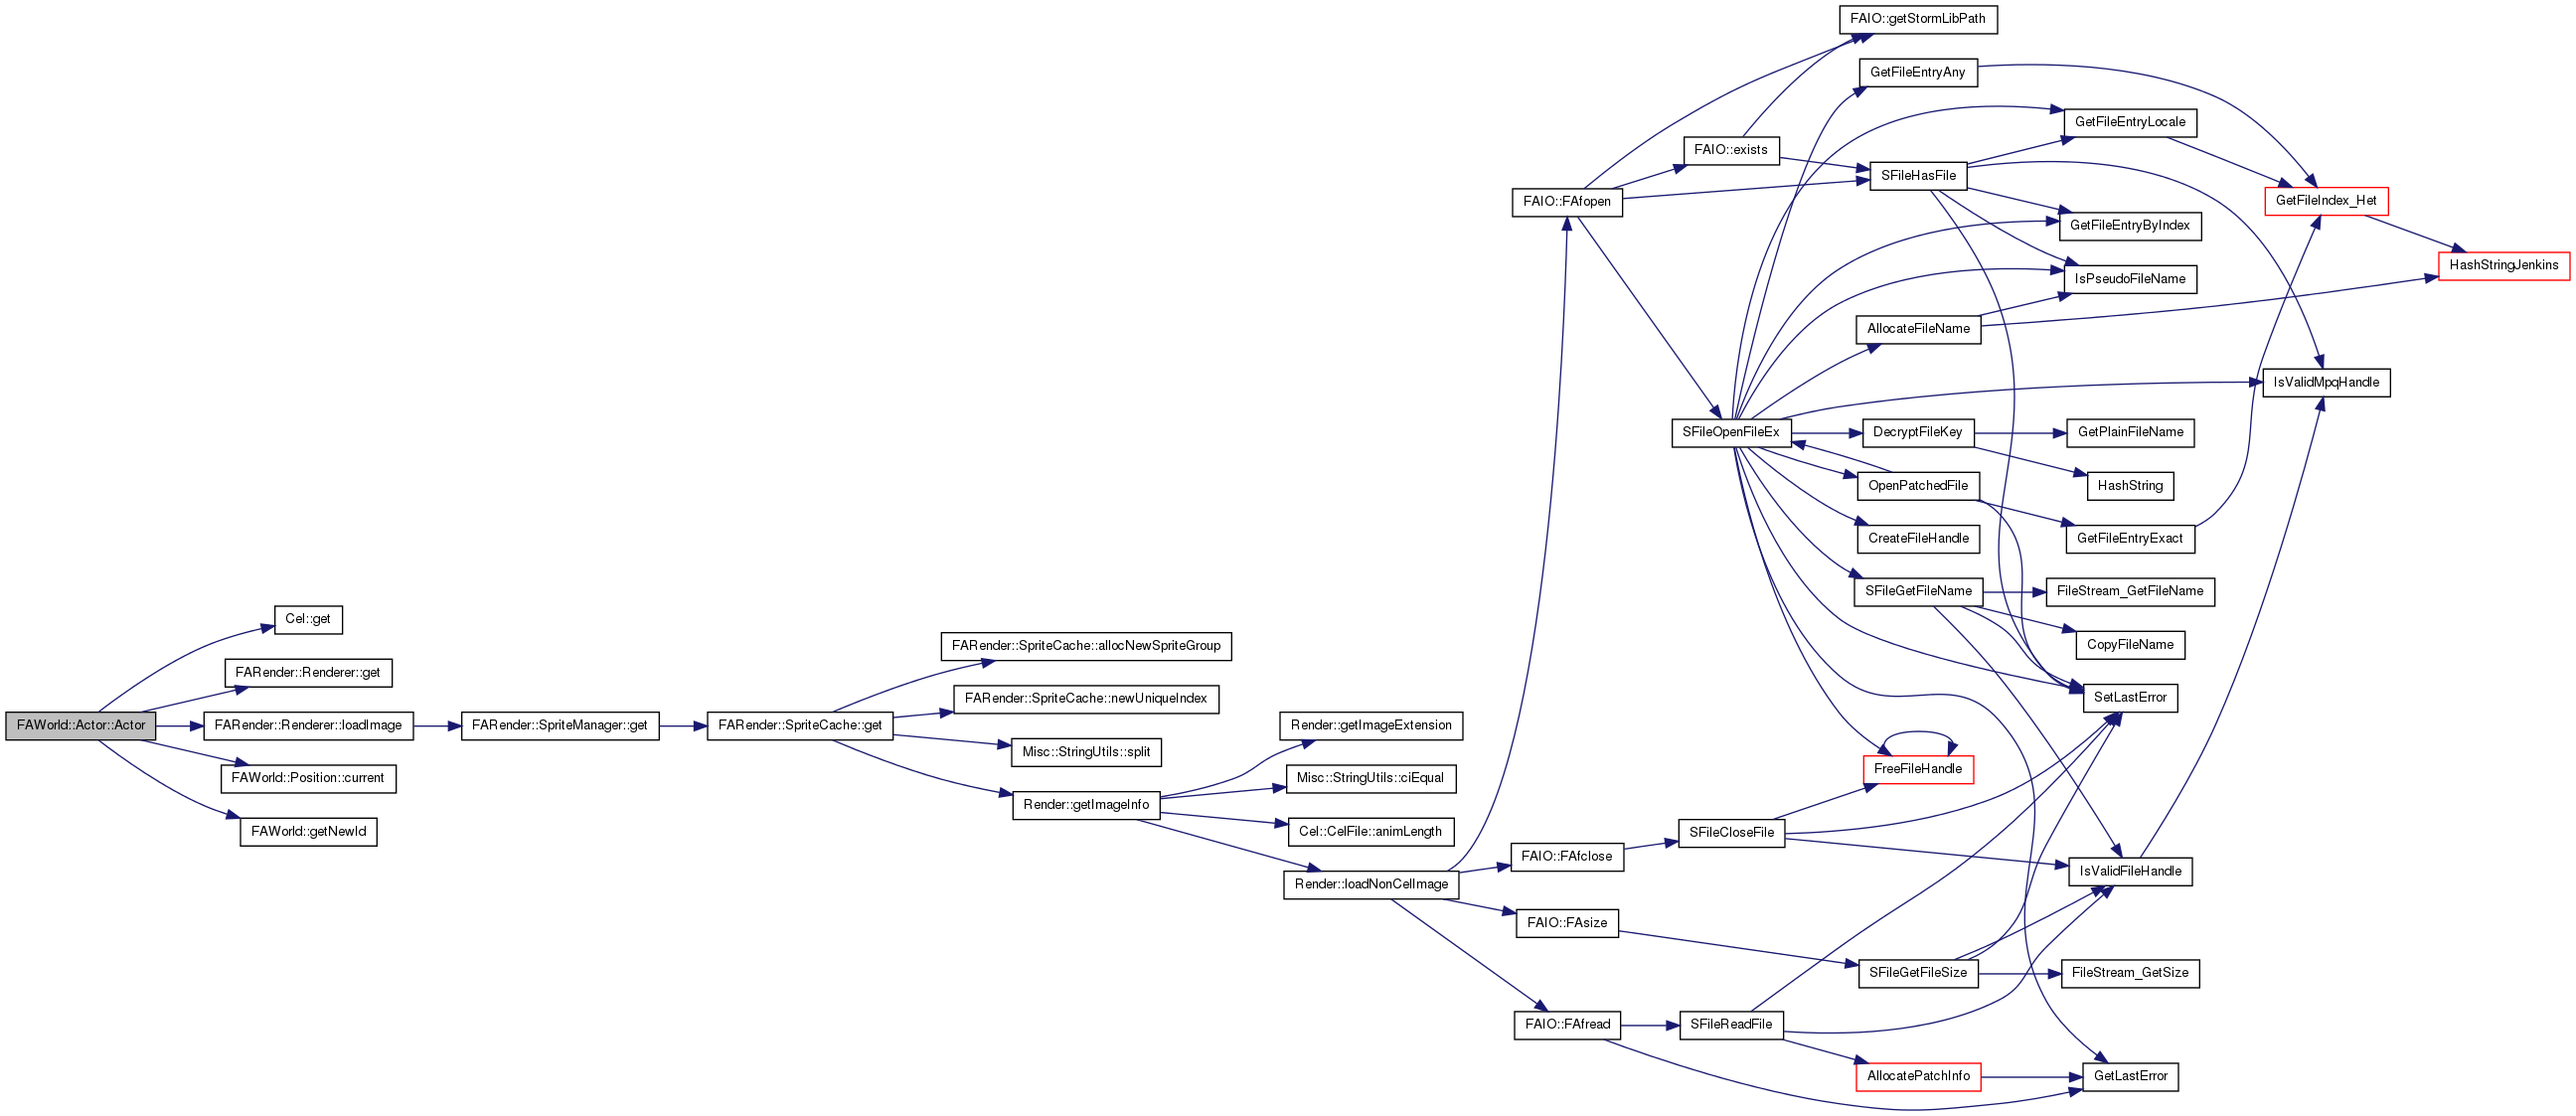 FAWorld::Actor::Actor
Cel::get
FARender::Renderer::get
FARender::Renderer::loadImage
FAWorld::Position::current
FAWorld::getNewId
FARender::SpriteManager::get
FARender::SpriteCache::get
FARender::SpriteCache::allocNewSpriteGroup
FARender::SpriteCache::newUniqueIndex
Misc::StringUtils::split
Render::getImageInfo
Render::getImageExtension
Misc::StringUtils::ciEqual
Cel::CelFile::animLength
Render::loadNonCelImage
FAIO::FAfopen
FAIO::FAfclose
FAIO::FAsize
FAIO::FAfread
FAIO::exists
SFileOpenFileEx
SFileCloseFile
SFileReadFile
FAIO::getStormLibPath
GetFileEntryAny
SFileHasFile
AllocateFileName
DecryptFileKey
OpenPatchedFile
CreateFileHandle
SFileGetFileName
FreeFileHandle
SFileGetFileSize
AllocatePatchInfo
GetFileEntryLocale
GetFileEntryByIndex
IsPseudoFileName
GetPlainFileName
HashString
GetFileEntryExact
FileStream_GetFileName
CopyFileName
SetLastError
IsValidFileHandle
FileStream_GetSize
GetLastError
GetFileIndex_Het
IsValidMpqHandle
HashStringJenkins